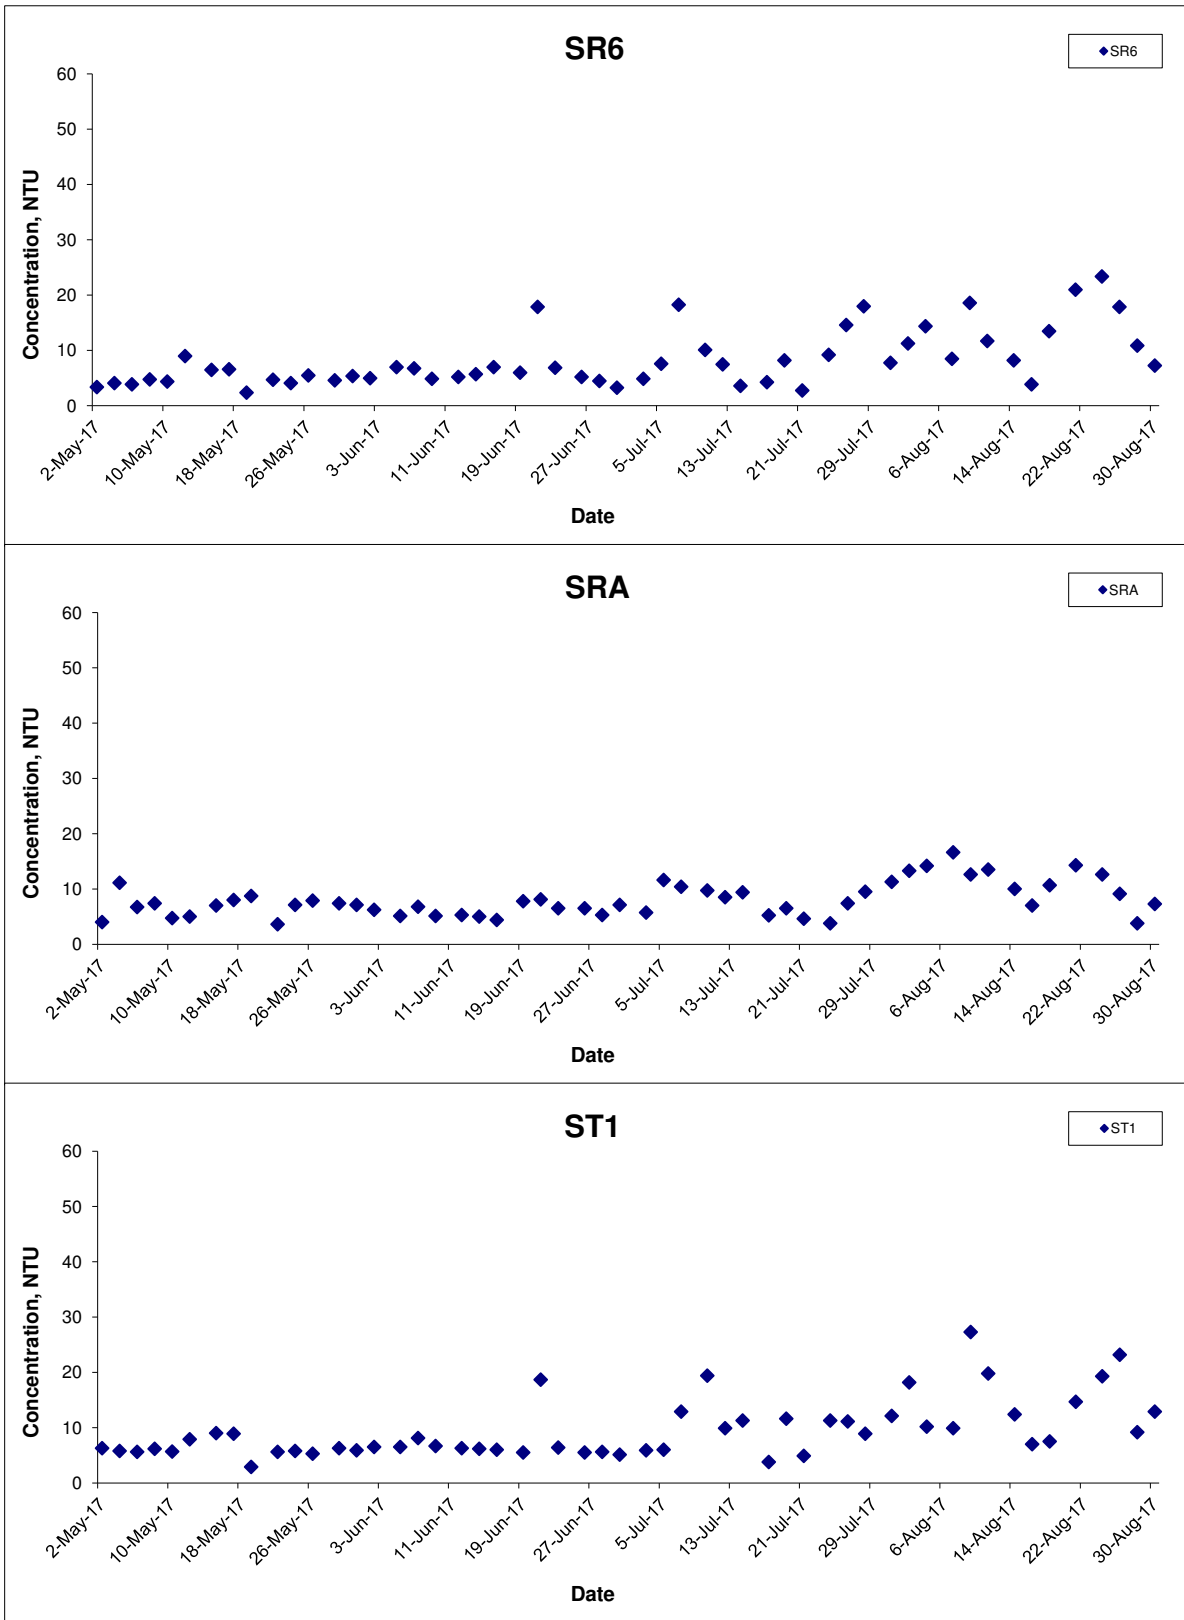 SR6
SR6
60
50
40
30
20
10
0
Concentration, NTU
2-May-17
10-May-17
18-May-17
26-May-17
3-Jun-17
11-Jun-17
19-Jun-17
27-Jun-17
5-Jul-17
13-Jul-17
21-Jul-17
29-Jul-17
6-Aug-17
14-Aug-17
22-Aug-17
30-Aug-17
Date
SRA
SRA
60
50
40
30
20
10
0
Concentration, NTU
2-May-17
10-May-17
18-May-17
26-May-17
3-Jun-17
11-Jun-17
19-Jun-17
27-Jun-17
5-Jul-17
13-Jul-17
21-Jul-17
29-Jul-17
6-Aug-17
14-Aug-17
22-Aug-17
30-Aug-17
Date
ST1
ST1
60
50
40
30
20
10
0
Concentration, NTU
2-May-17
10-May-17
18-May-17
26-May-17
3-Jun-17
11-Jun-17
19-Jun-17
27-Jun-17
5-Jul-17
13-Jul-17
21-Jul-17
29-Jul-17
6-Aug-17
14-Aug-17
22-Aug-17
30-Aug-17
Date